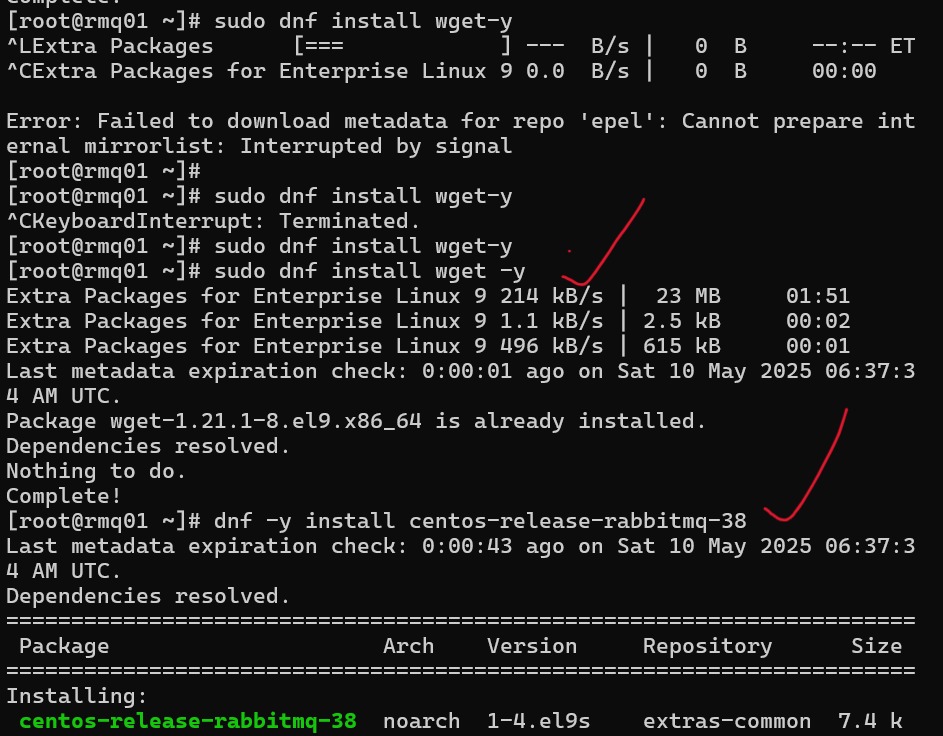 Complete!
[root@rmq01 ~]# sudo dnf install wget-y
^LExtra Packages      [===            ] ---  B/s |   0  B     --:-- ET
^CExtra Packages for Enterprise Linux 9 0.0  B/s |   0  B     00:00
Error: Failed to download metadata for repo 'epel': Cannot prepare int
ernal mirrorlist: Interrupted by signal
[root@rmq01 ~]#
[root@rmq01 ~]# sudo dnf install wget-y
^CKeyboardInterrupt: Terminated.
[root@rmq01 ~]# sudo dnf install wget-y
[root@rmq01 ~]# sudo dnf install wget -y
Extra Packages for Enterprise Linux 9 214 kB/s |  23 MB     01:51
Extra Packages for Enterprise Linux 9 1.1 kB/s | 2.5 kB     00:02
Extra Packages for Enterprise Linux 9 496 kB/s | 615 kB     00:01
Last metadata expiration check: 0:00:01 ago on Sat 10 May 2025 06:37:3
4 AM UTC.
Package wget-1.21.1-8.el9.x86_64 is already installed.
Dependencies resolved.
Nothing to do.
Complete!
[root@rmq01 ~]# dnf -y install centos-release-rabbitmq-38
Last metadata expiration check: 0:00:43 ago on Sat 10 May 2025 06:37:3
4 AM UTC.
Dependencies resolved.
======================================================================
 Package                     Arch    Version     Repository      Size
======================================================================
Installing:
 centos-release-rabbitmq-38  noarch  1-4.el9s    extras-common  7.4 k